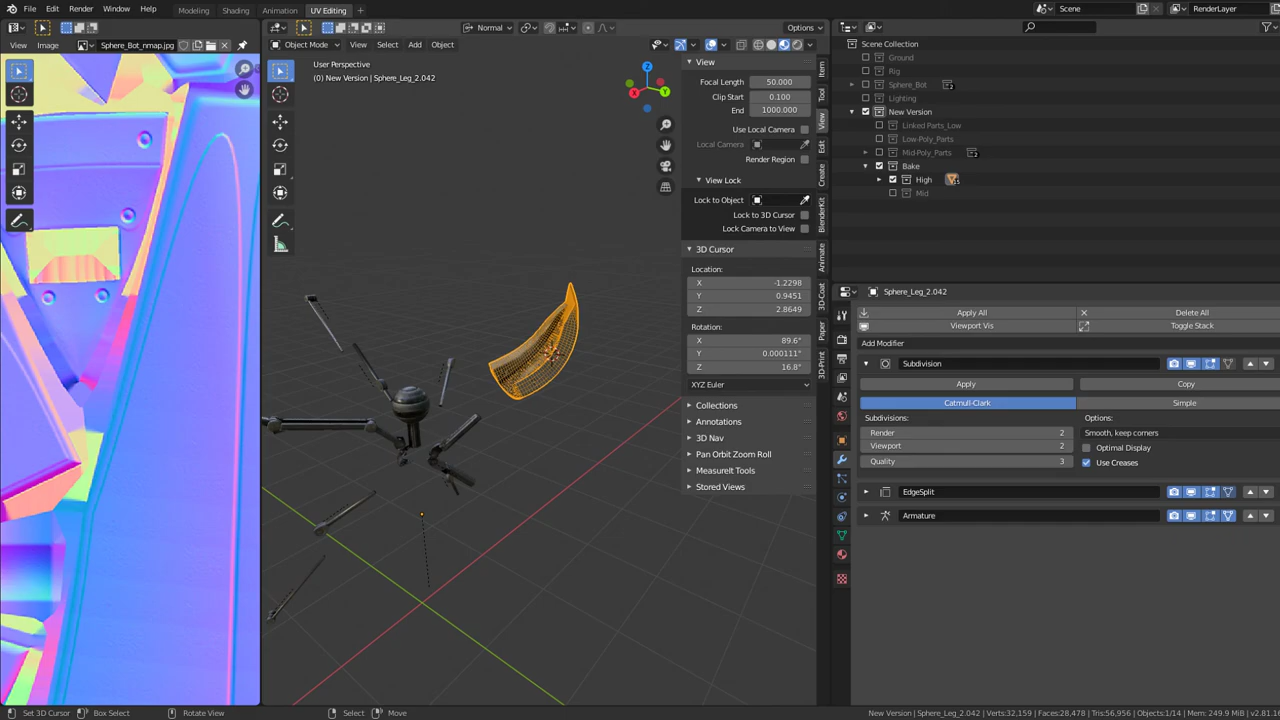 File Edit Render Window Help Modeling Shading Animation UV Editing + Scene RenderLayer
View Image Sphere_Bot_nmap.jpg
Normal Options
Object Mode View Select Add Object
User Perspective
(0) New Version | Sphere_Leg_2.042
Z
Y
X
View
Focal Length 50.000
Clip Start 0.100
End 1000.000
Use Local Camera
Local Camera
Render Region
View Lock
Lock to Object
Lock to 3D Cursor
Lock Camera to View
3D Cursor
Location:
X -1.2298
Y 0.9451
Z 2.8649
Rotation:
X 89.6°
Y 0.000111°
Z 16.8°
XYZ Euler
Collections
Annotations
3D Nav
Pan Orbit Zoom Roll
MeasureIt Tools
Stored Views
Item
Tool
View
Edit
Create
BlenderKit
Animate
3D-Coat
Paper
3D-Print
Scene Collection
Ground
Rig
Sphere_Bot 2
Lighting
New Version
Linked Parts_Low
Low-Poly_Parts
Mid-Poly_Parts 2
Bake
High 15
Mid
Sphere_Leg_2.042
Apply All Delete All
Viewport Vis Toggle Stack
Add Modifier
Subdivision
Apply Copy
Catmull-Clark Simple
Subdivisions: Options:
Render 2 Smooth, keep corners
Viewport 2 Optimal Display
Quality 3 Use Creases
EdgeSplit
Armature
Set 3D Cursor Box Select Rotate View Select Move New Version | Sphere_Leg_2.042 | Verts:32,159 | Faces:28,478 | Tris:56,956 | Objects:1/14 | Mem: 249.9 MiB | v2.81.16